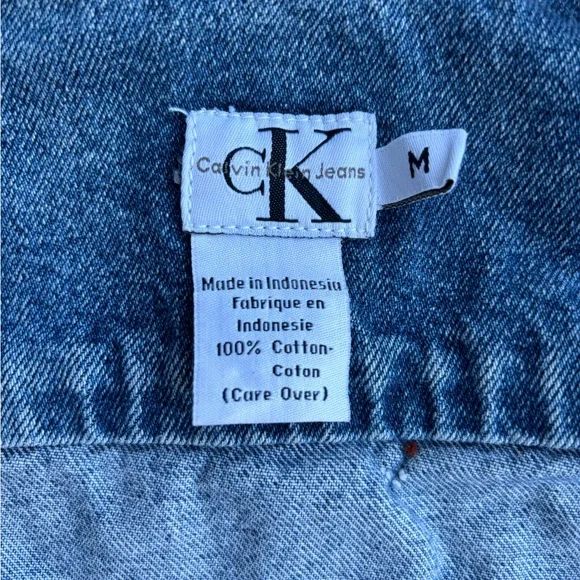 CK
Calvin Klein Jeans
M
Made in Indonesia
Fabrique en
Indonesie
100% Cotton-
Coton
(Care Over)